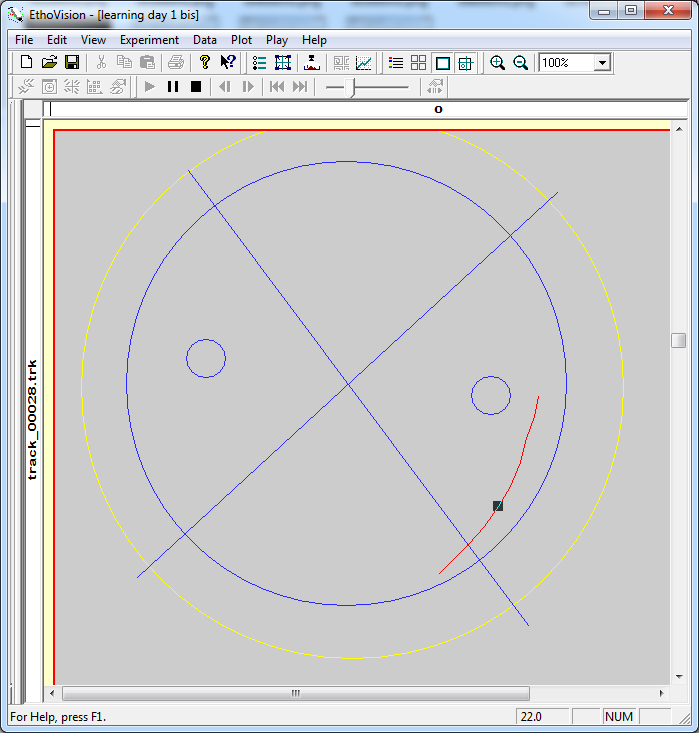 EthoVision - [learning day 1 bis]
File Edit View Experiment Data Plot Play Help
100%
0
track_00028.trk
For Help, press F1.
22.0
NUM